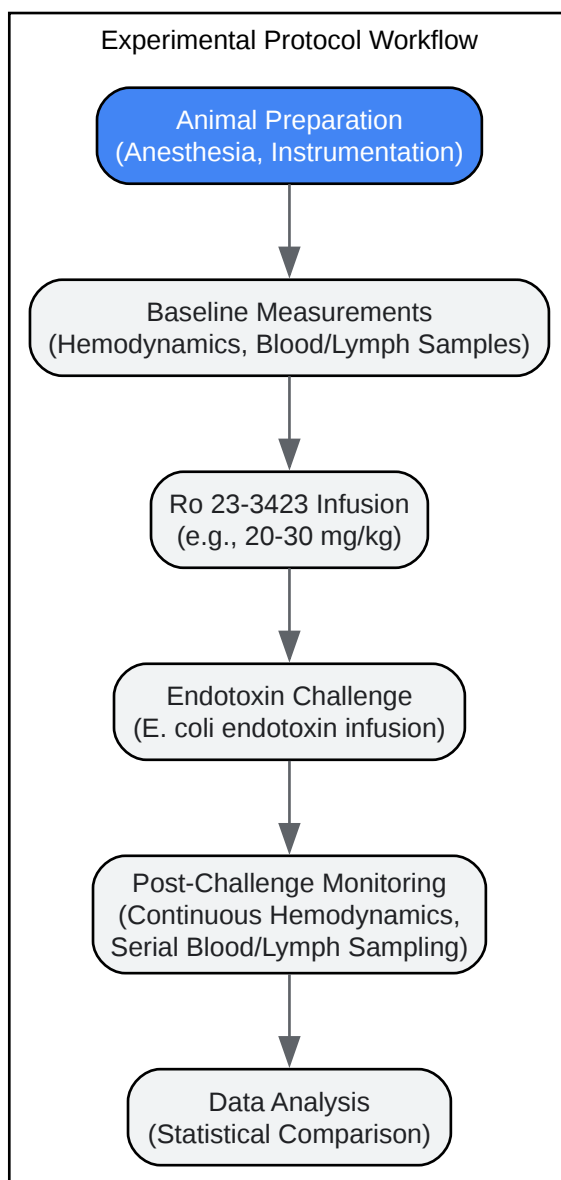 Experimental Protocol Workflow
Animal Preparation
(Anesthesia, Instrumentation)
Baseline Measurements
(Hemodynamics, Blood/Lymph Samples)
Ro 23-3423 Infusion
(e.g., 20-30 mg/kg)
Endotoxin Challenge
(E. coli endotoxin infusion)
Post-Challenge Monitoring
(Continuous Hemodynamics,
Serial Blood/Lymph Sampling)
Data Analysis
(Statistical Comparison)